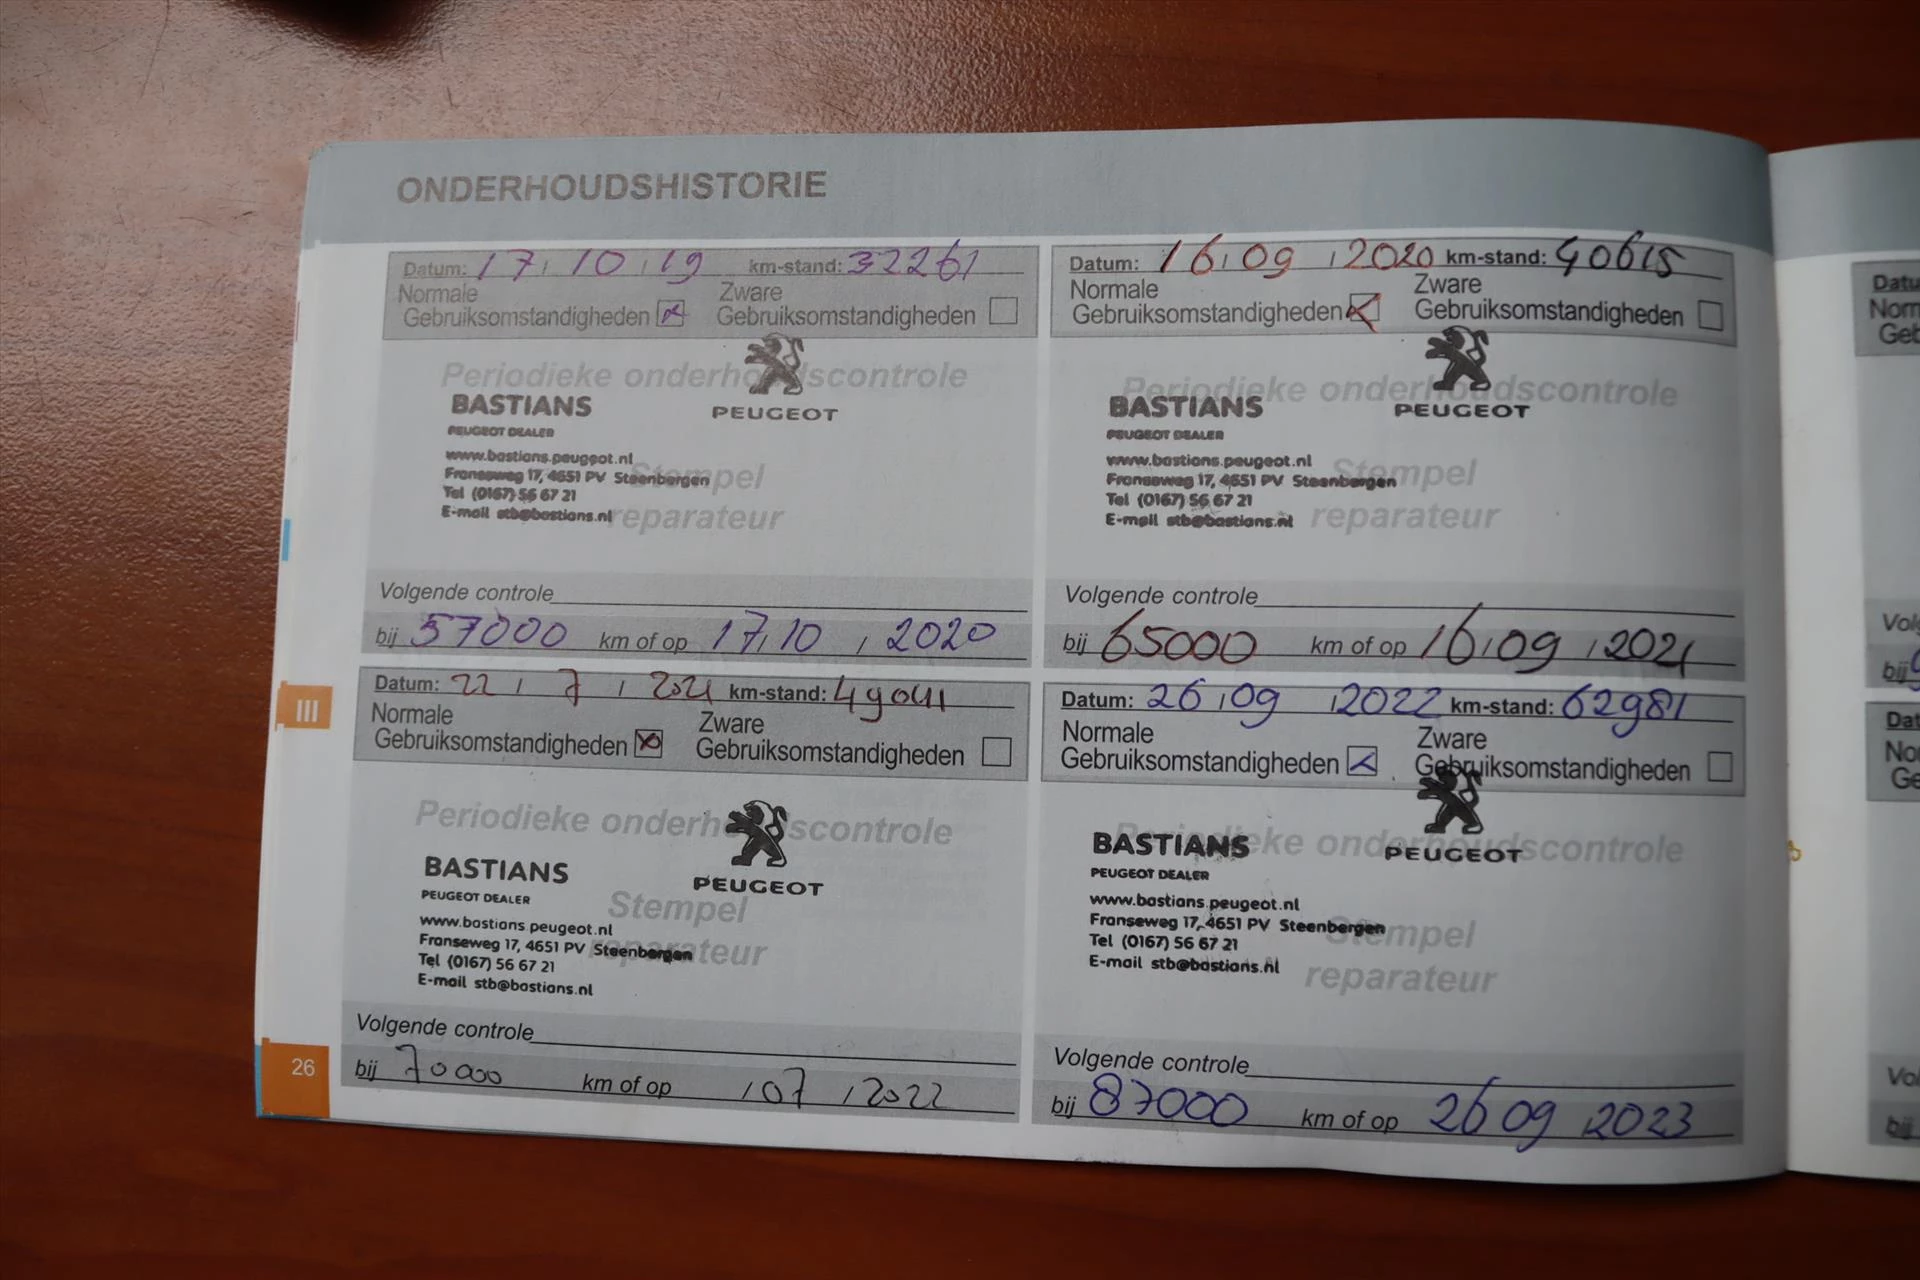 ONDERHOUDSHISTORIE
Datum: 17 / 10 / 19 km-stand: 32261
Normale Zware
Gebruiksomstandigheden Gebruiksomstandigheden
Periodieke onderhoudscontrole
BASTIANS
PEUGEOT
PEUGEOT DEALER
www.bastians.peugeot.nl
Stempel
Franseweg 17, 4651 PV Steenbergen
Tel (0167) 56 67 21
E-mail stb@bastians.nl
reparateur
Volgende controle
bij 57000 km of op 17 / 10 / 2020
Datum: 16 / 09 / 2020 km-stand: 40615
Normale Zware
Gebruiksomstandigheden Gebruiksomstandigheden
Periodieke onderhoudscontrole
BASTIANS
PEUGEOT
PEUGEOT DEALER
www.bastians.peugeot.nl
Stempel
Franseweg 17, 4651 PV Steenbergen
Tel (0167) 56 67 21
E-mail stb@bastians.nl
reparateur
Volgende controle
bij 65000 km of op 16 / 09 / 2021
Datum: 22 / 7 / 2021 km-stand: 49041
Normale Zware
Gebruiksomstandigheden Gebruiksomstandigheden
Periodieke onderhoudscontrole
BASTIANS
PEUGEOT
PEUGEOT DEALER
Stempel
www.bastians.peugeot.nl
Franseweg 17, 4651 PV Steenbergen
reparateur
Tel (0167) 56 67 21
E-mail stb@bastians.nl
Volgende controle
bij 70000 km of op / 07 / 2022
Datum: 26 / 09 / 2022 km-stand: 62981
Normale Zware
Gebruiksomstandigheden Gebruiksomstandigheden
Periodieke onderhoudscontrole
BASTIANS
PEUGEOT
PEUGEOT DEALER
www.bastians.peugeot.nl
Franseweg 17, 4651 PV Steenbergen
Stempel
Tel (0167) 56 67 21
E-mail stb@bastians.nl
reparateur
Volgende controle
bij 87000 km of op 26 09 / 2023
III
26